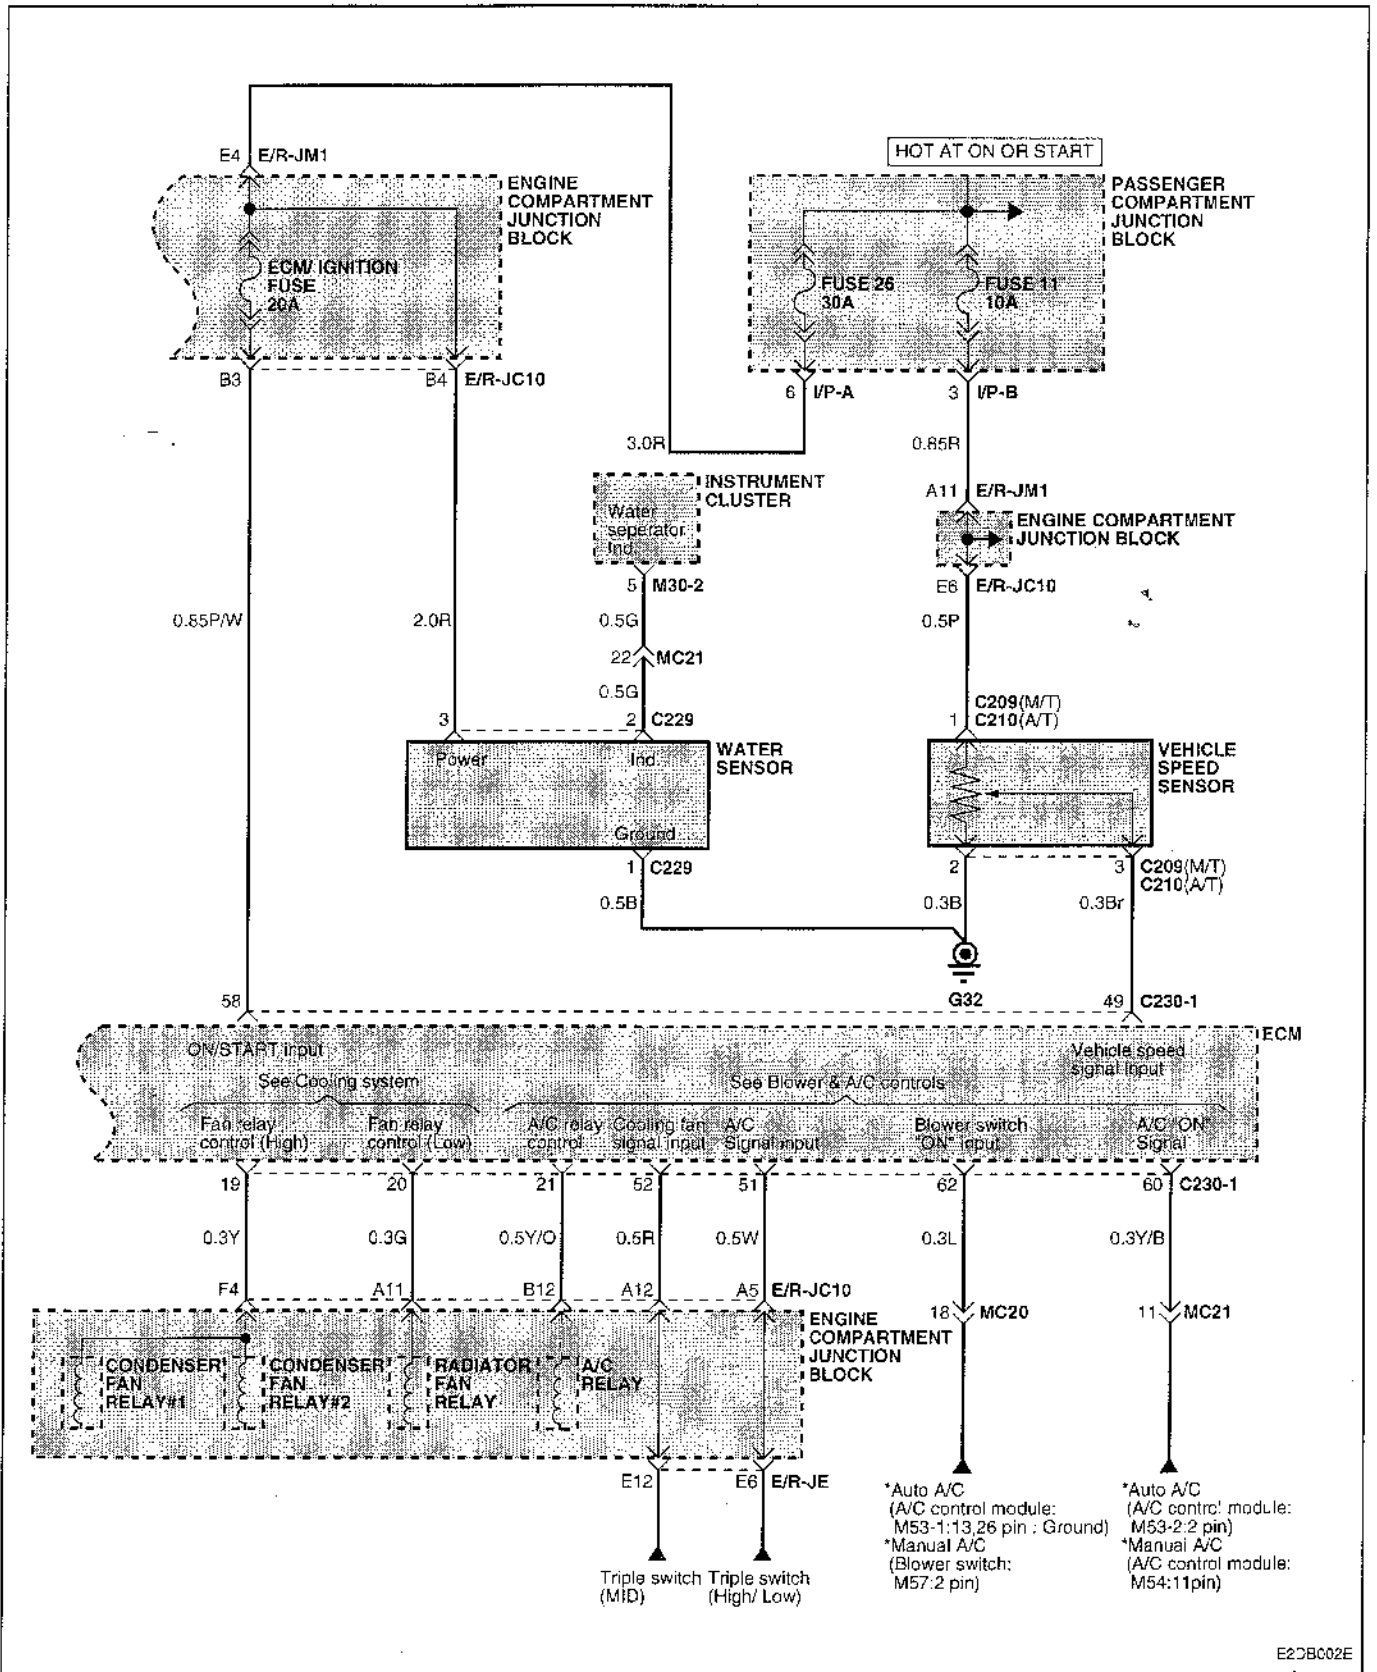 HOT AT ON OR START
E4 E/R-JM1
ENGINE
COMPARTMENT
JUNCTION
BLOCK
PASSENGER
COMPARTMENT
JUNCTION
BLOCK
ECM/ IGNITION
FUSE
20A
FUSE 26
30A
FUSE 11
10A
B3 B4 E/R-JC10
6 I/P-A
3 I/P-B
3.0R
0.85R
INSTRUMENT
CLUSTER
Water
seperator
Ind.
A11 E/R-JM1
ENGINE COMPARTMENT
JUNCTION BLOCK
5 M30-2
E6 E/R-JC10
0.85P/W
2.0R
0.5G
0.5P
22 MC21
0.5G
3
2 C229
C209(M/T)
1 C210(A/T)
Power
Ind.
Ground
WATER
SENSOR
VEHICLE
SPEED
SENSOR
1 C229
2
3 C209(M/T)
C210(A/T)
0.5B
0.3B
0.3Br
G32
58
49 C230-1
ECM
ON/START input
Vehicle speed
signal input
See Cooling system
See Blower & A/C controls
Fan relay
control (High)
Fan relay
control (Low)
A/C relay
control
Cooling fan
signal input
A/C
Signal input
Blower switch
"ON" input
A/C "ON"
Signal
19 20 21 52 51 62 60 C230-1
0.3Y 0.3G 0.5Y/O 0.5R 0.5W 0.3L 0.3Y/B
F4 A11 B12 A12 A5 E/R-JC10
18 MC20
11 MC21
ENGINE
COMPARTMENT
JUNCTION
BLOCK
CONDENSER
FAN
RELAY#1
CONDENSER
FAN
RELAY#2
RADIATOR
FAN
RELAY
A/C
RELAY
E12 E6 E/R-JE
Triple switch
(MID)
Triple switch
(High/ Low)
*Auto A/C
(A/C control module:
M53-1:13,26 pin : Ground)
*Manual A/C
(Blower switch:
M57:2 pin)
*Auto A/C
(A/C control module:
M53-2:2 pin)
*Manual A/C
(A/C control module:
M54:11pin)
E2DB002E